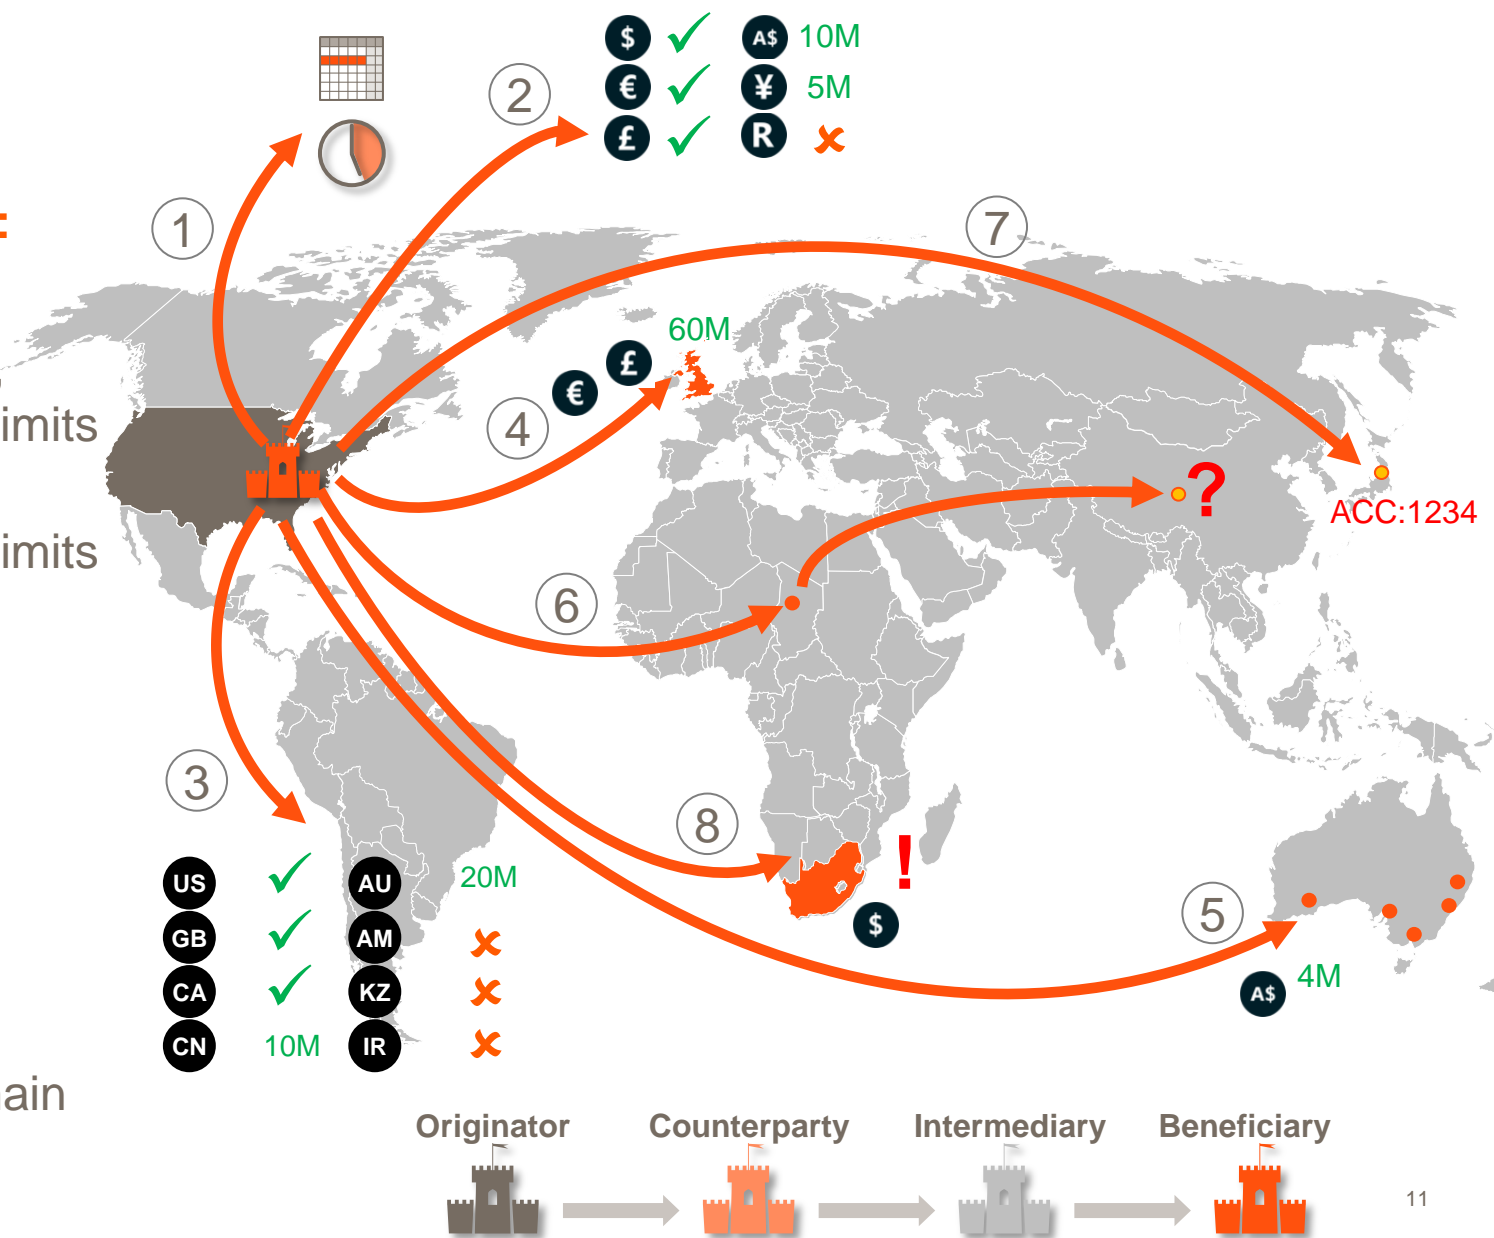 $ A$ 10M
€ ¥ 5M
2
£ R
1
7
:
60M
£
€
4
imits
?
ACC:1234
imits
6
3
8
!
US AU 20M
5
$
GB AM
4M
CA KZ
A$
CN 10M IR
ain
Originator Counterparty Intermediary Beneficiary
11